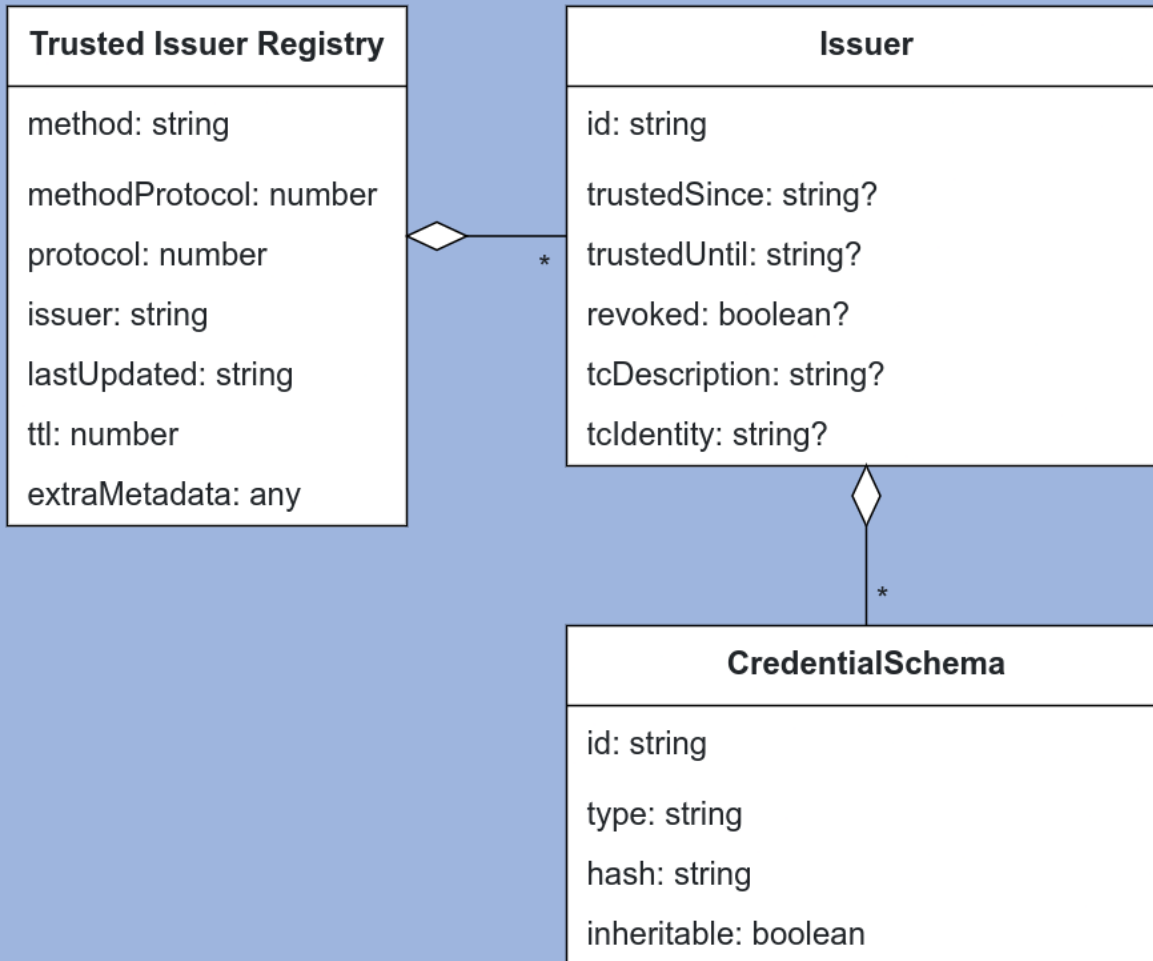 Trusted Issuer Registry
method: string
methodProtocol: number
protocol: number
issuer: string
lastUpdated: string
ttl: number
extraMetadata: any
*
Issuer
id: string
trustedSince: string?
trustedUntil: string?
revoked: boolean?
tcDescription: string?
tcIdentity: string?
*
CredentialSchema
id: string
type: string
hash: string
inheritable: boolean